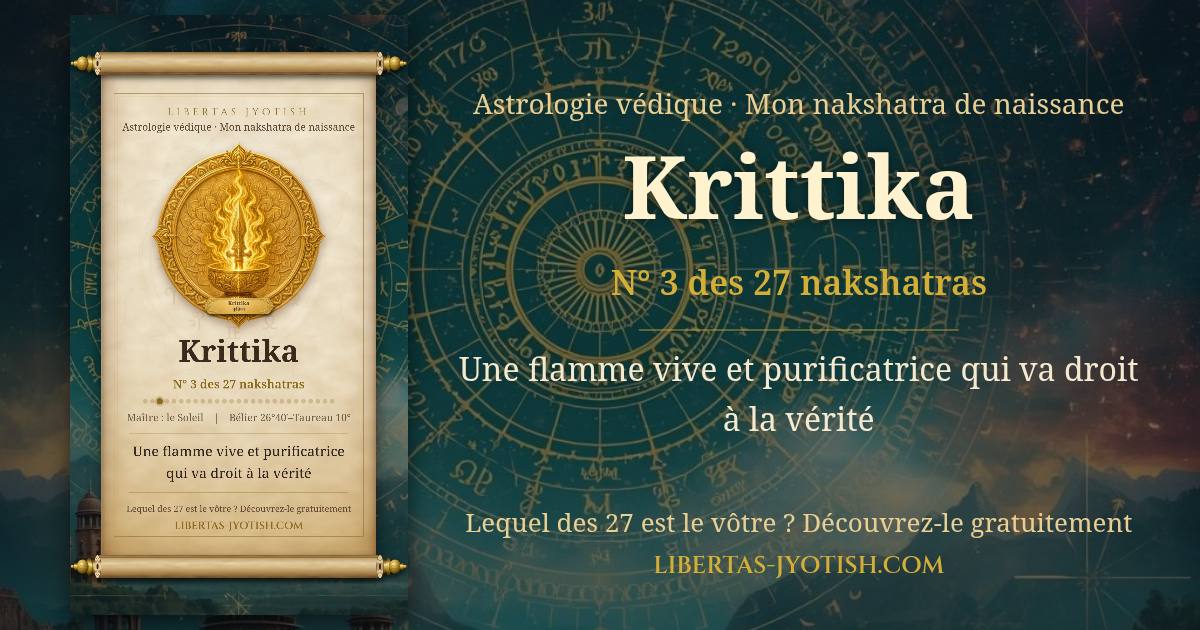 LIBERTAS JYOTISH
Astrologie védique · Mon nakshatra de naissance
Krittika
Krittika
N° 3 des 27 nakshatras
Maître : le Soleil | Bélier 26°40'–Taureau 10°
Une flamme vive et purificatrice
qui va droit à la vérité
Lequel des 27 est le vôtre ? Découvrez-le gratuitement
LIBERTAS-JYOTISH.COM
Astrologie védique · Mon nakshatra de naissance
Krittika
N° 3 des 27 nakshatras
Une flamme vive et purificatrice qui va droit
à la vérité
Lequel des 27 est le vôtre ? Découvrez-le gratuitement
LIBERTAS-JYOTISH.COM